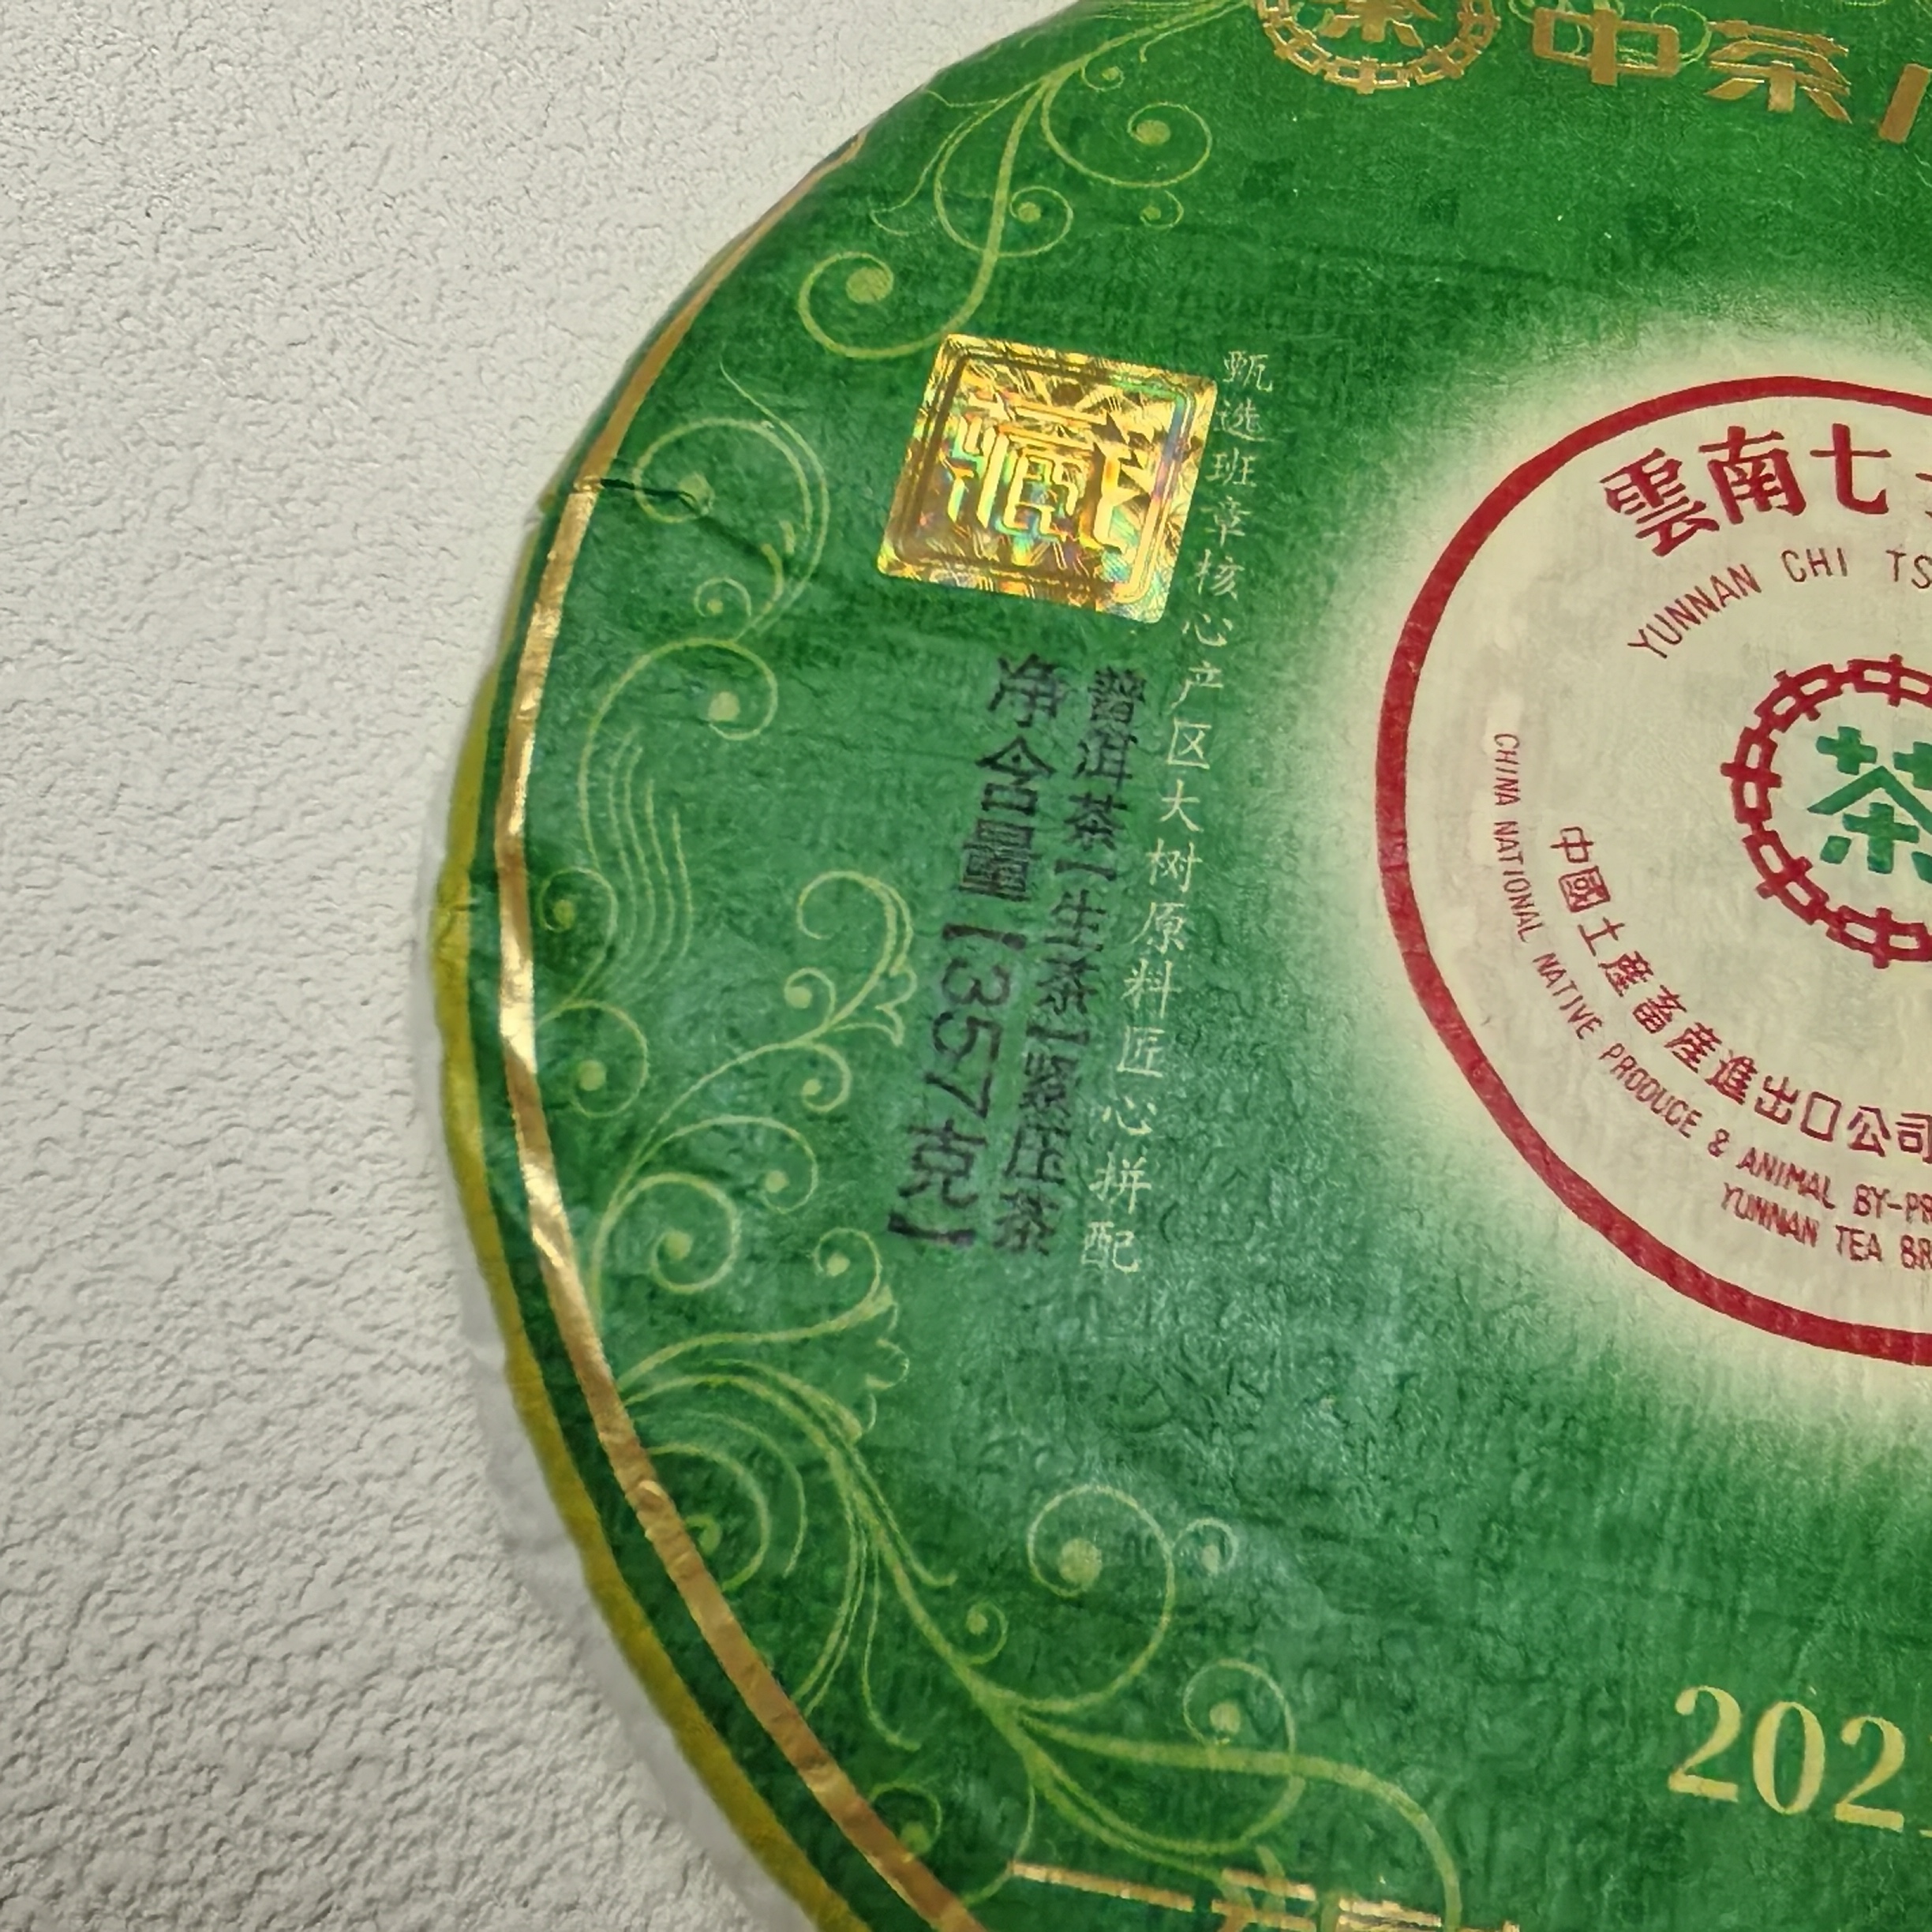 茶
中茶
藏
甄选班章核心产区大树原料匠心拼配
普洱茶【生茶】紧压茶
净含量【357克】
雲南七
YUNNAN CHI TS
茶
中國土產畜產進出口公司
CHINA NATIONAL NATIVE PRODUCE & ANIMAL BY-PR
YUNNAN TEA BR
202